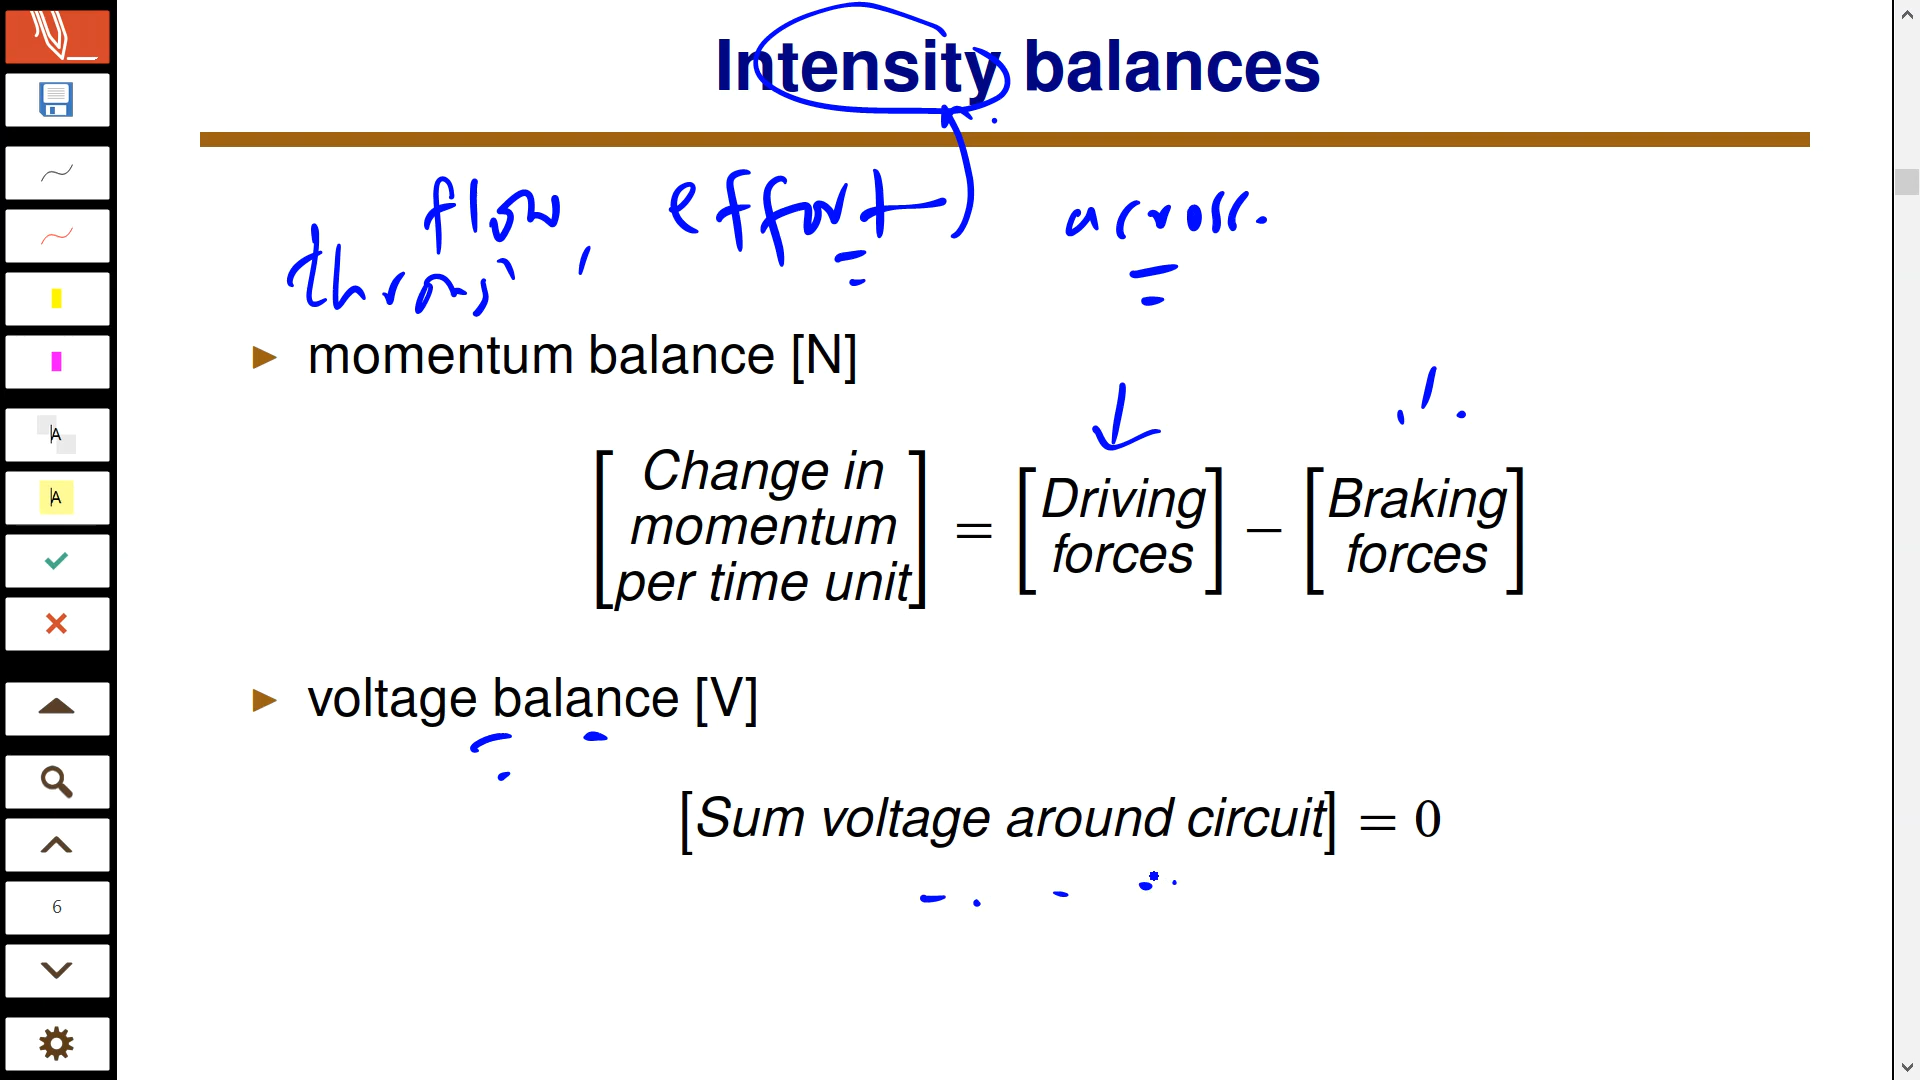 Intensity balances
flow, effort across.
► momentum balance [N]
[Change in momentum per time unit] = [Driving forces] − [Braking forces]
► voltage balance [V]
[Sum voltage around circuit] = 0
A
A
6